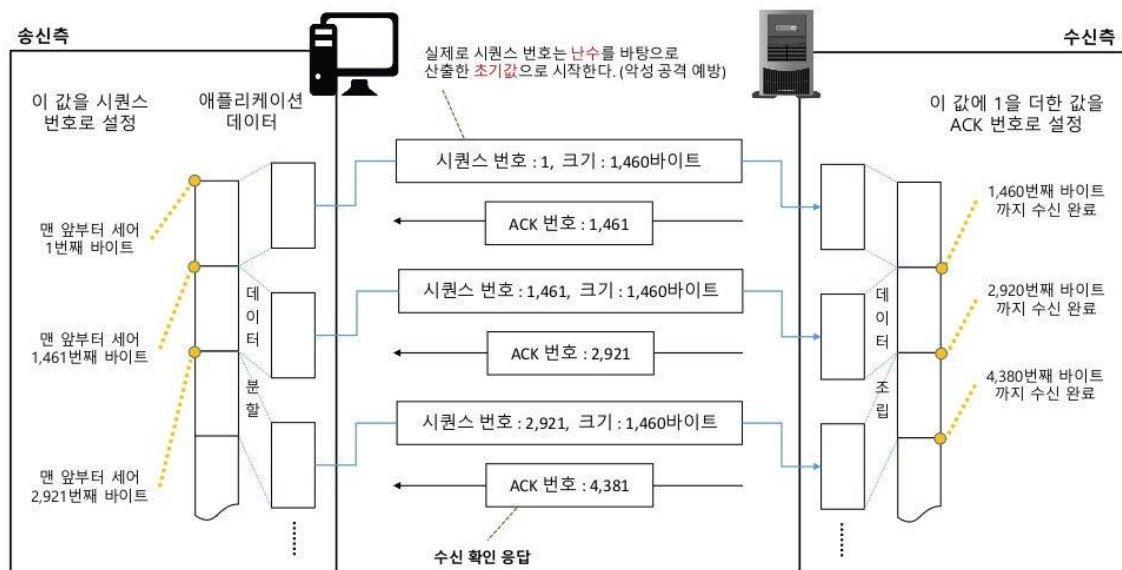 송신측
수신측
실제로 시퀀스 번호는 난수를 바탕으로
산출한 초기값으로 시작한다. (악성 공격 예방)
이 값을 시퀀스
번호로 설정
애플리케이션
데이터
이 값에 1을 더한 값을
ACK 번호로 설정
시퀀스 번호 : 1, 크기 : 1,460바이트
ACK 번호 : 1,461
시퀀스 번호 : 1,461, 크기 : 1,460바이트
ACK 번호 : 2,921
시퀀스 번호 : 2,921, 크기 : 1,460바이트
ACK 번호 : 4,381
수신 확인 응답
맨 앞부터 세어
1번째 바이트
맨 앞부터 세어
1,461번째 바이트
맨 앞부터 세어
2,921번째 바이트
데이터
분할
데이터
조립
1,460번째 바이트
까지 수신 완료
2,920번째 바이트
까지 수신 완료
4,380번째 바이트
까지 수신 완료